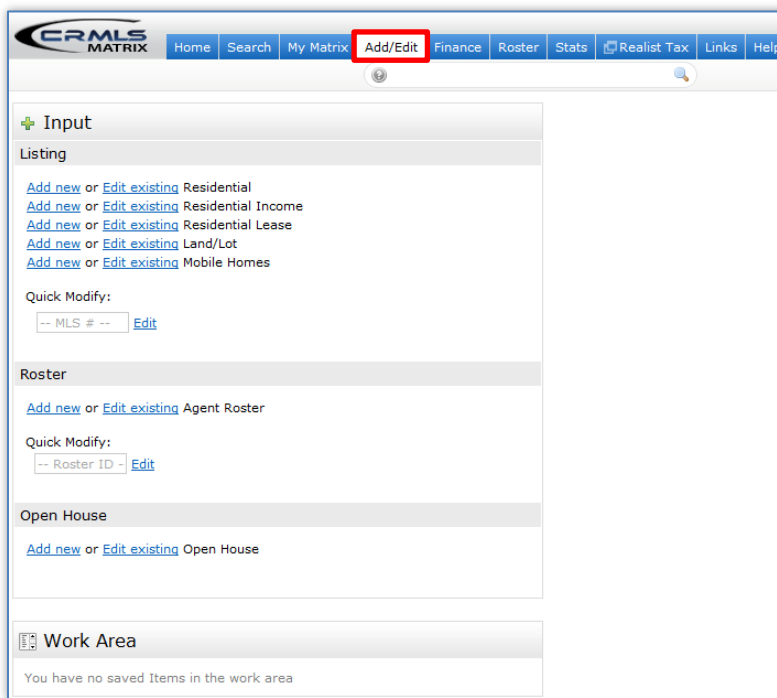 CRMLS
MATRIX
Home Search My Matrix Add/Edit Finance Roster Stats Realist Tax Links Help
Input
Listing
Add new or Edit existing Residential
Add new or Edit existing Residential Income
Add new or Edit existing Residential Lease
Add new or Edit existing Land/Lot
Add new or Edit existing Mobile Homes
Quick Modify:
-- MLS # -- Edit
Roster
Add new or Edit existing Agent Roster
Quick Modify:
-- Roster ID - Edit
Open House
Add new or Edit existing Open House
Work Area
You have no saved Items in the work area